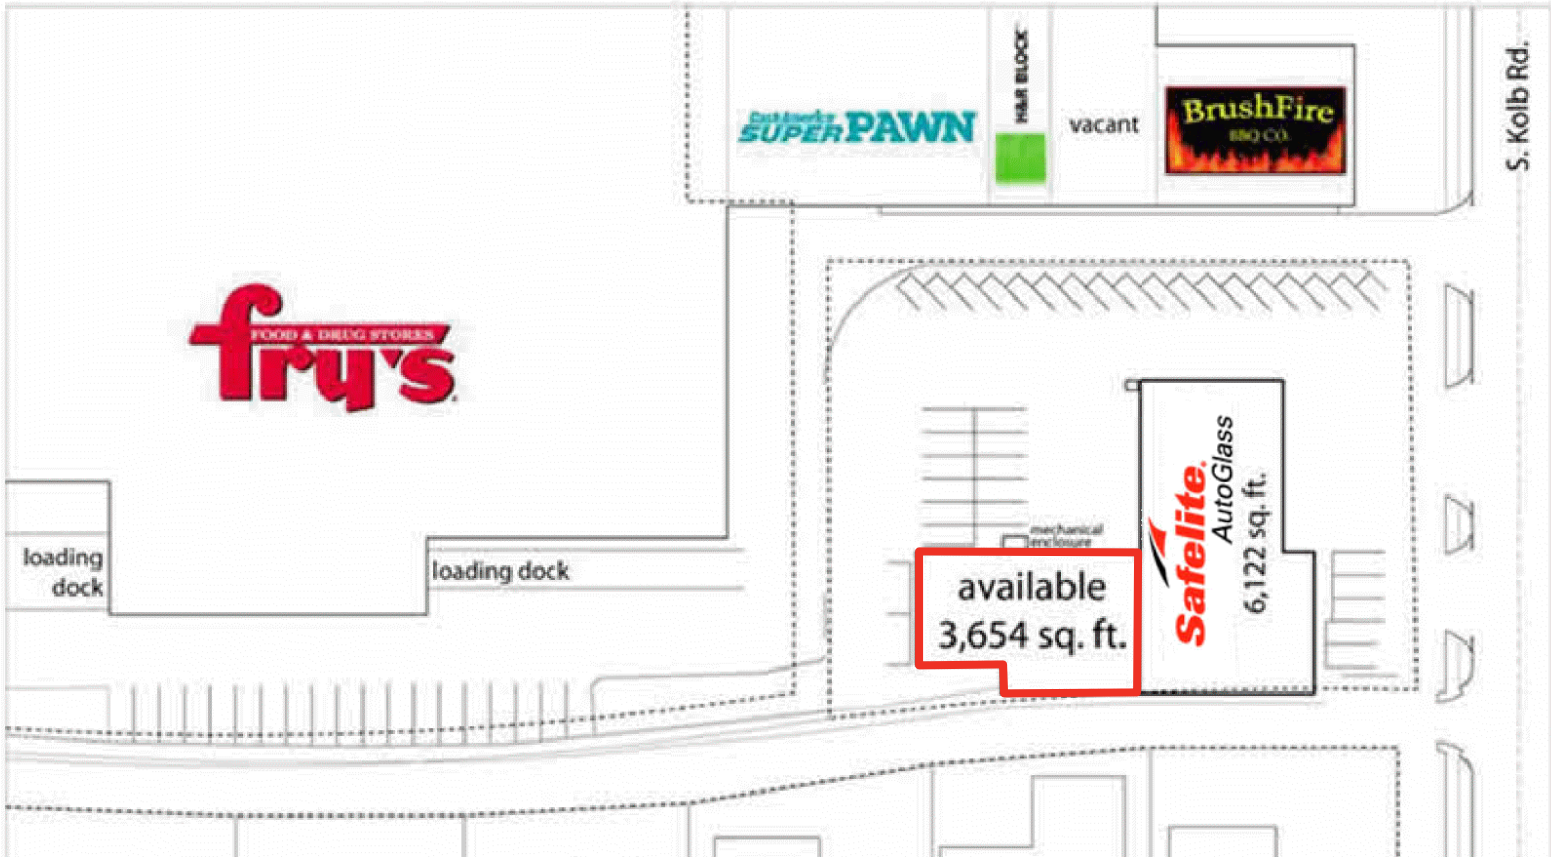 H&R BLOCK
S. Kolb Rd.
CashAmerica
SUPER PAWN
vacant
BrushFire
BBQ CO.
fry's
FOOD & DRUG STORES
Safelite
AutoGlass
6,122 sq. ft.
mechanical
enclosure
loading
dock
loading dock
available
3,654 sq. ft.